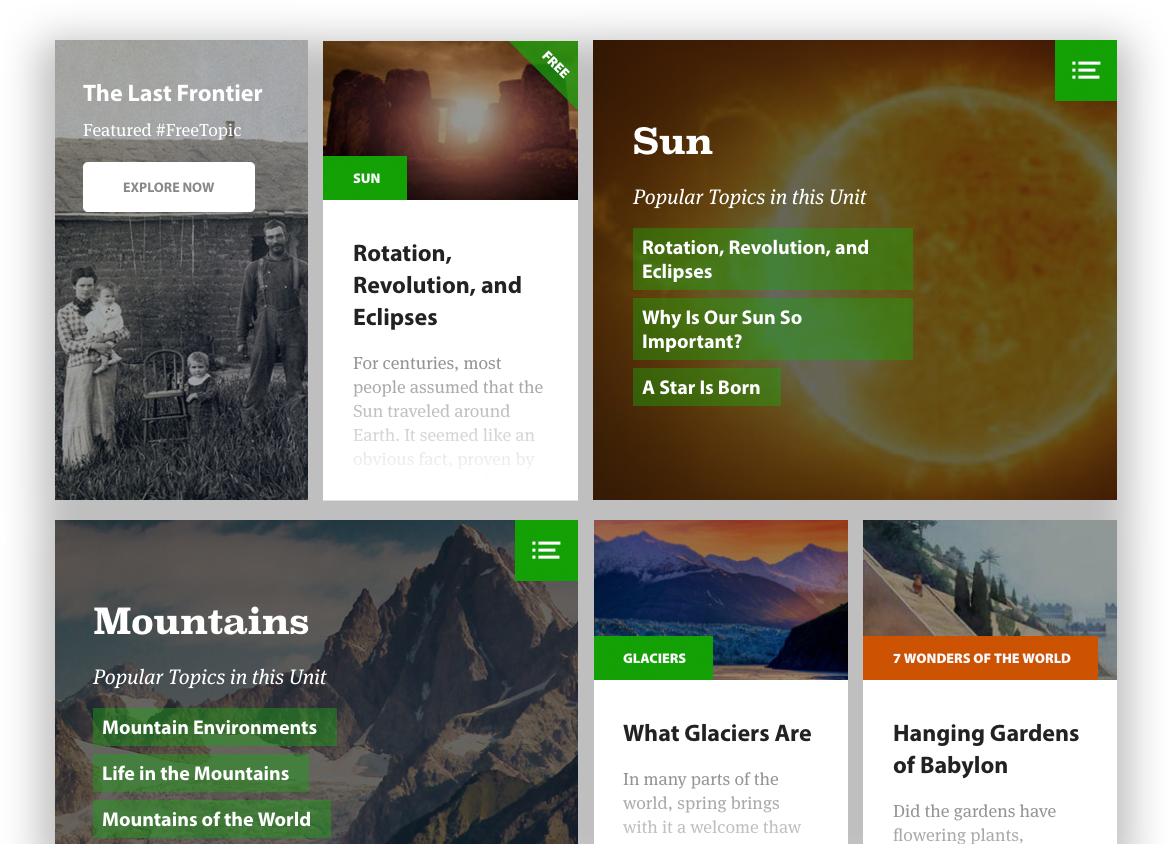 The Last Frontier
Featured #FreeTopic
EXPLORE NOW
FREE
SUN
Rotation,
Revolution, and
Eclipses
For centuries, most
people assumed that the
Sun traveled around
Earth. It seemed like an
obvious fact, proven by
Sun
Popular Topics in this Unit
Rotation, Revolution, and
Eclipses
Why Is Our Sun So
Important?
A Star Is Born
Mountains
Popular Topics in this Unit
Mountain Environments
Life in the Mountains
Mountains of the World
GLACIERS
What Glaciers Are
In many parts of the
world, spring brings
with it a welcome thaw
7 WONDERS OF THE WORLD
Hanging Gardens
of Babylon
Did the gardens have
flowering plants,